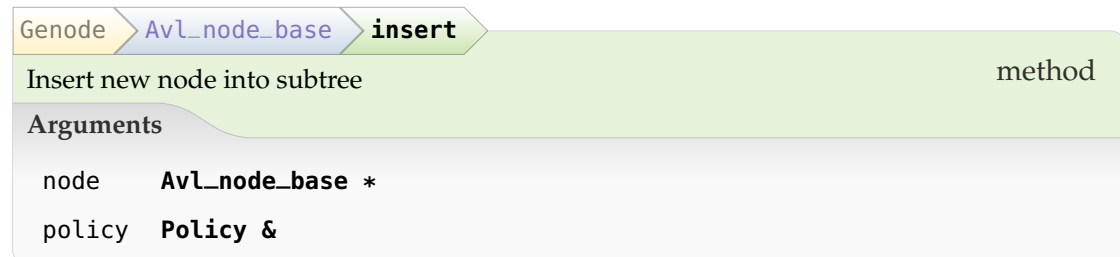 Genode Avl_node_base insert
Insert new node into subtree method
Arguments
node Avl_node_base *
policy Policy &